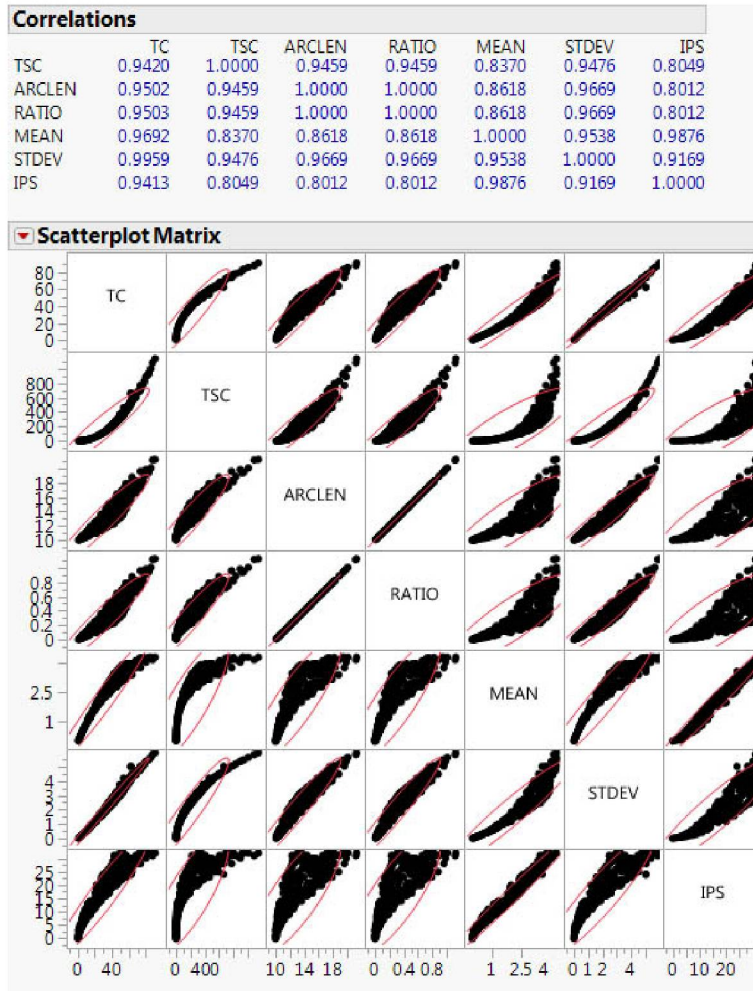 Correlations
TC TSC ARCLEN RATIO MEAN STDEV IPS
TSC 0.9420 1.0000 0.9459 0.9459 0.8370 0.9476 0.8049
ARCLEN 0.9502 0.9459 1.0000 1.0000 0.8618 0.9669 0.8012
RATIO 0.9503 0.9459 1.0000 1.0000 0.8618 0.9669 0.8012
MEAN 0.9692 0.8370 0.8618 0.8618 1.0000 0.9538 0.9876
STDEV 0.9959 0.9476 0.9669 0.9669 0.9538 1.0000 0.9169
IPS 0.9413 0.8049 0.8012 0.8012 0.9876 0.9169 1.0000
Scatterplot Matrix
80
60
40
20
0
TC
800
600
400
200
0
TSC
18
16
14
12
10
ARCLEN
0.8
0.6
0.4
0.2
0
RATIO
2.5
1
MEAN
4
3
2
1
0
STDEV
25
20
15
10
5
0
IPS
0 40 0 400 10 14 18 0 0.4 0.8 1 2.5 4 0 1 2 4 0 10 20